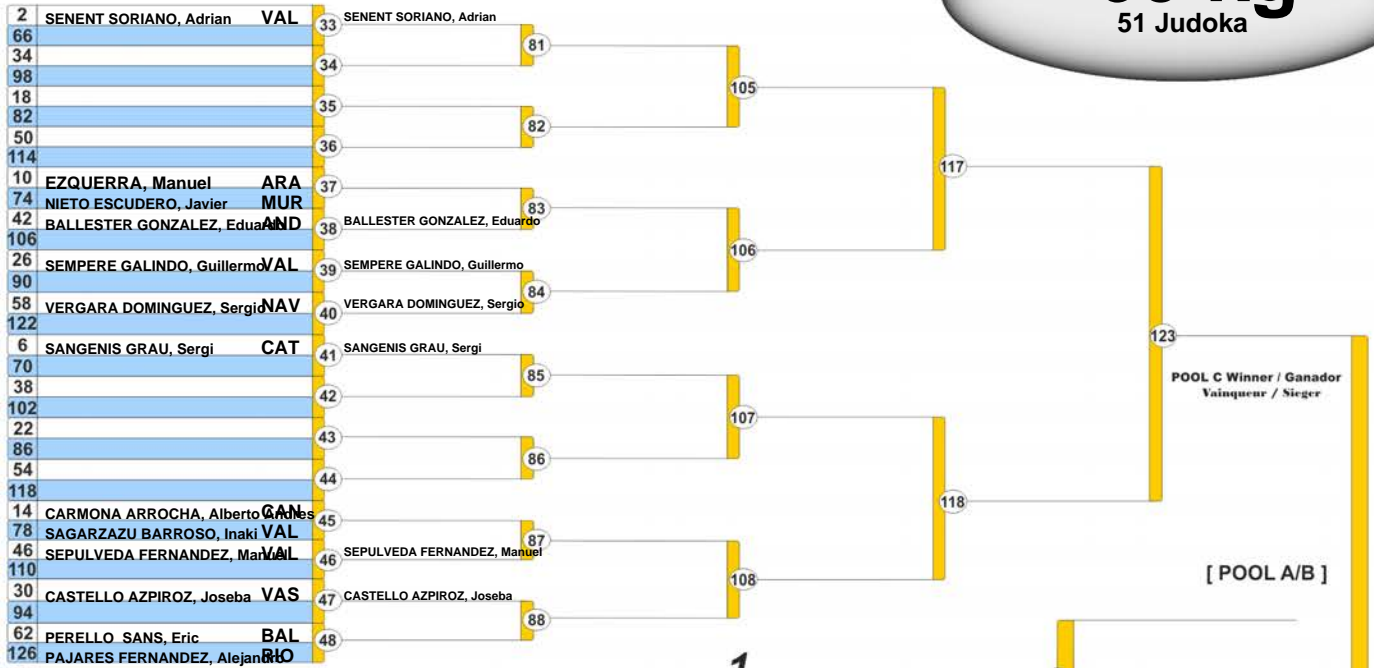 51 Judoka
2 SENENT SORIANO, Adrian VAL 33 SENENT SORIANO, Adrian
66 81
34 34
98 105
18 35
82 82
50 36
114 117
10 EZQUERRA, Manuel ARA 37
74 NIETO ESCUDERO, Javier MUR 83
42 BALLESTER GONZALEZ, Eduardo AND 38 BALLESTER GONZALEZ, Eduardo
106 106
26 SEMPERE GALINDO, Guillermo VAL 39 SEMPERE GALINDO, Guillermo
90 84
58 VERGARA DOMINGUEZ, Sergio NAV 40 VERGARA DOMINGUEZ, Sergio
122 123
6 SANGENIS GRAU, Sergi CAT 41 SANGENIS GRAU, Sergi
70 85
POOL C Winner / Ganador
Vainqueur / Sieger
38 42
102 107
22 43
86 86
54 44
118 118
14 CARMONA ARROCHA, Alberto Andres CAN 45
78 SAGARZAZU BARROSO, Inaki VAL 87
46 SEPULVEDA FERNANDEZ, Manuel VAL 46 SEPULVEDA FERNANDEZ, Manuel
110 108
[ POOL A/B ]
30 CASTELLO AZPIROZ, Joseba VAS 47 CASTELLO AZPIROZ, Joseba
94 88
62 PERELLO SANS, Eric BAL 48
126 PAJARES FERNANDEZ, Alejandro RIO